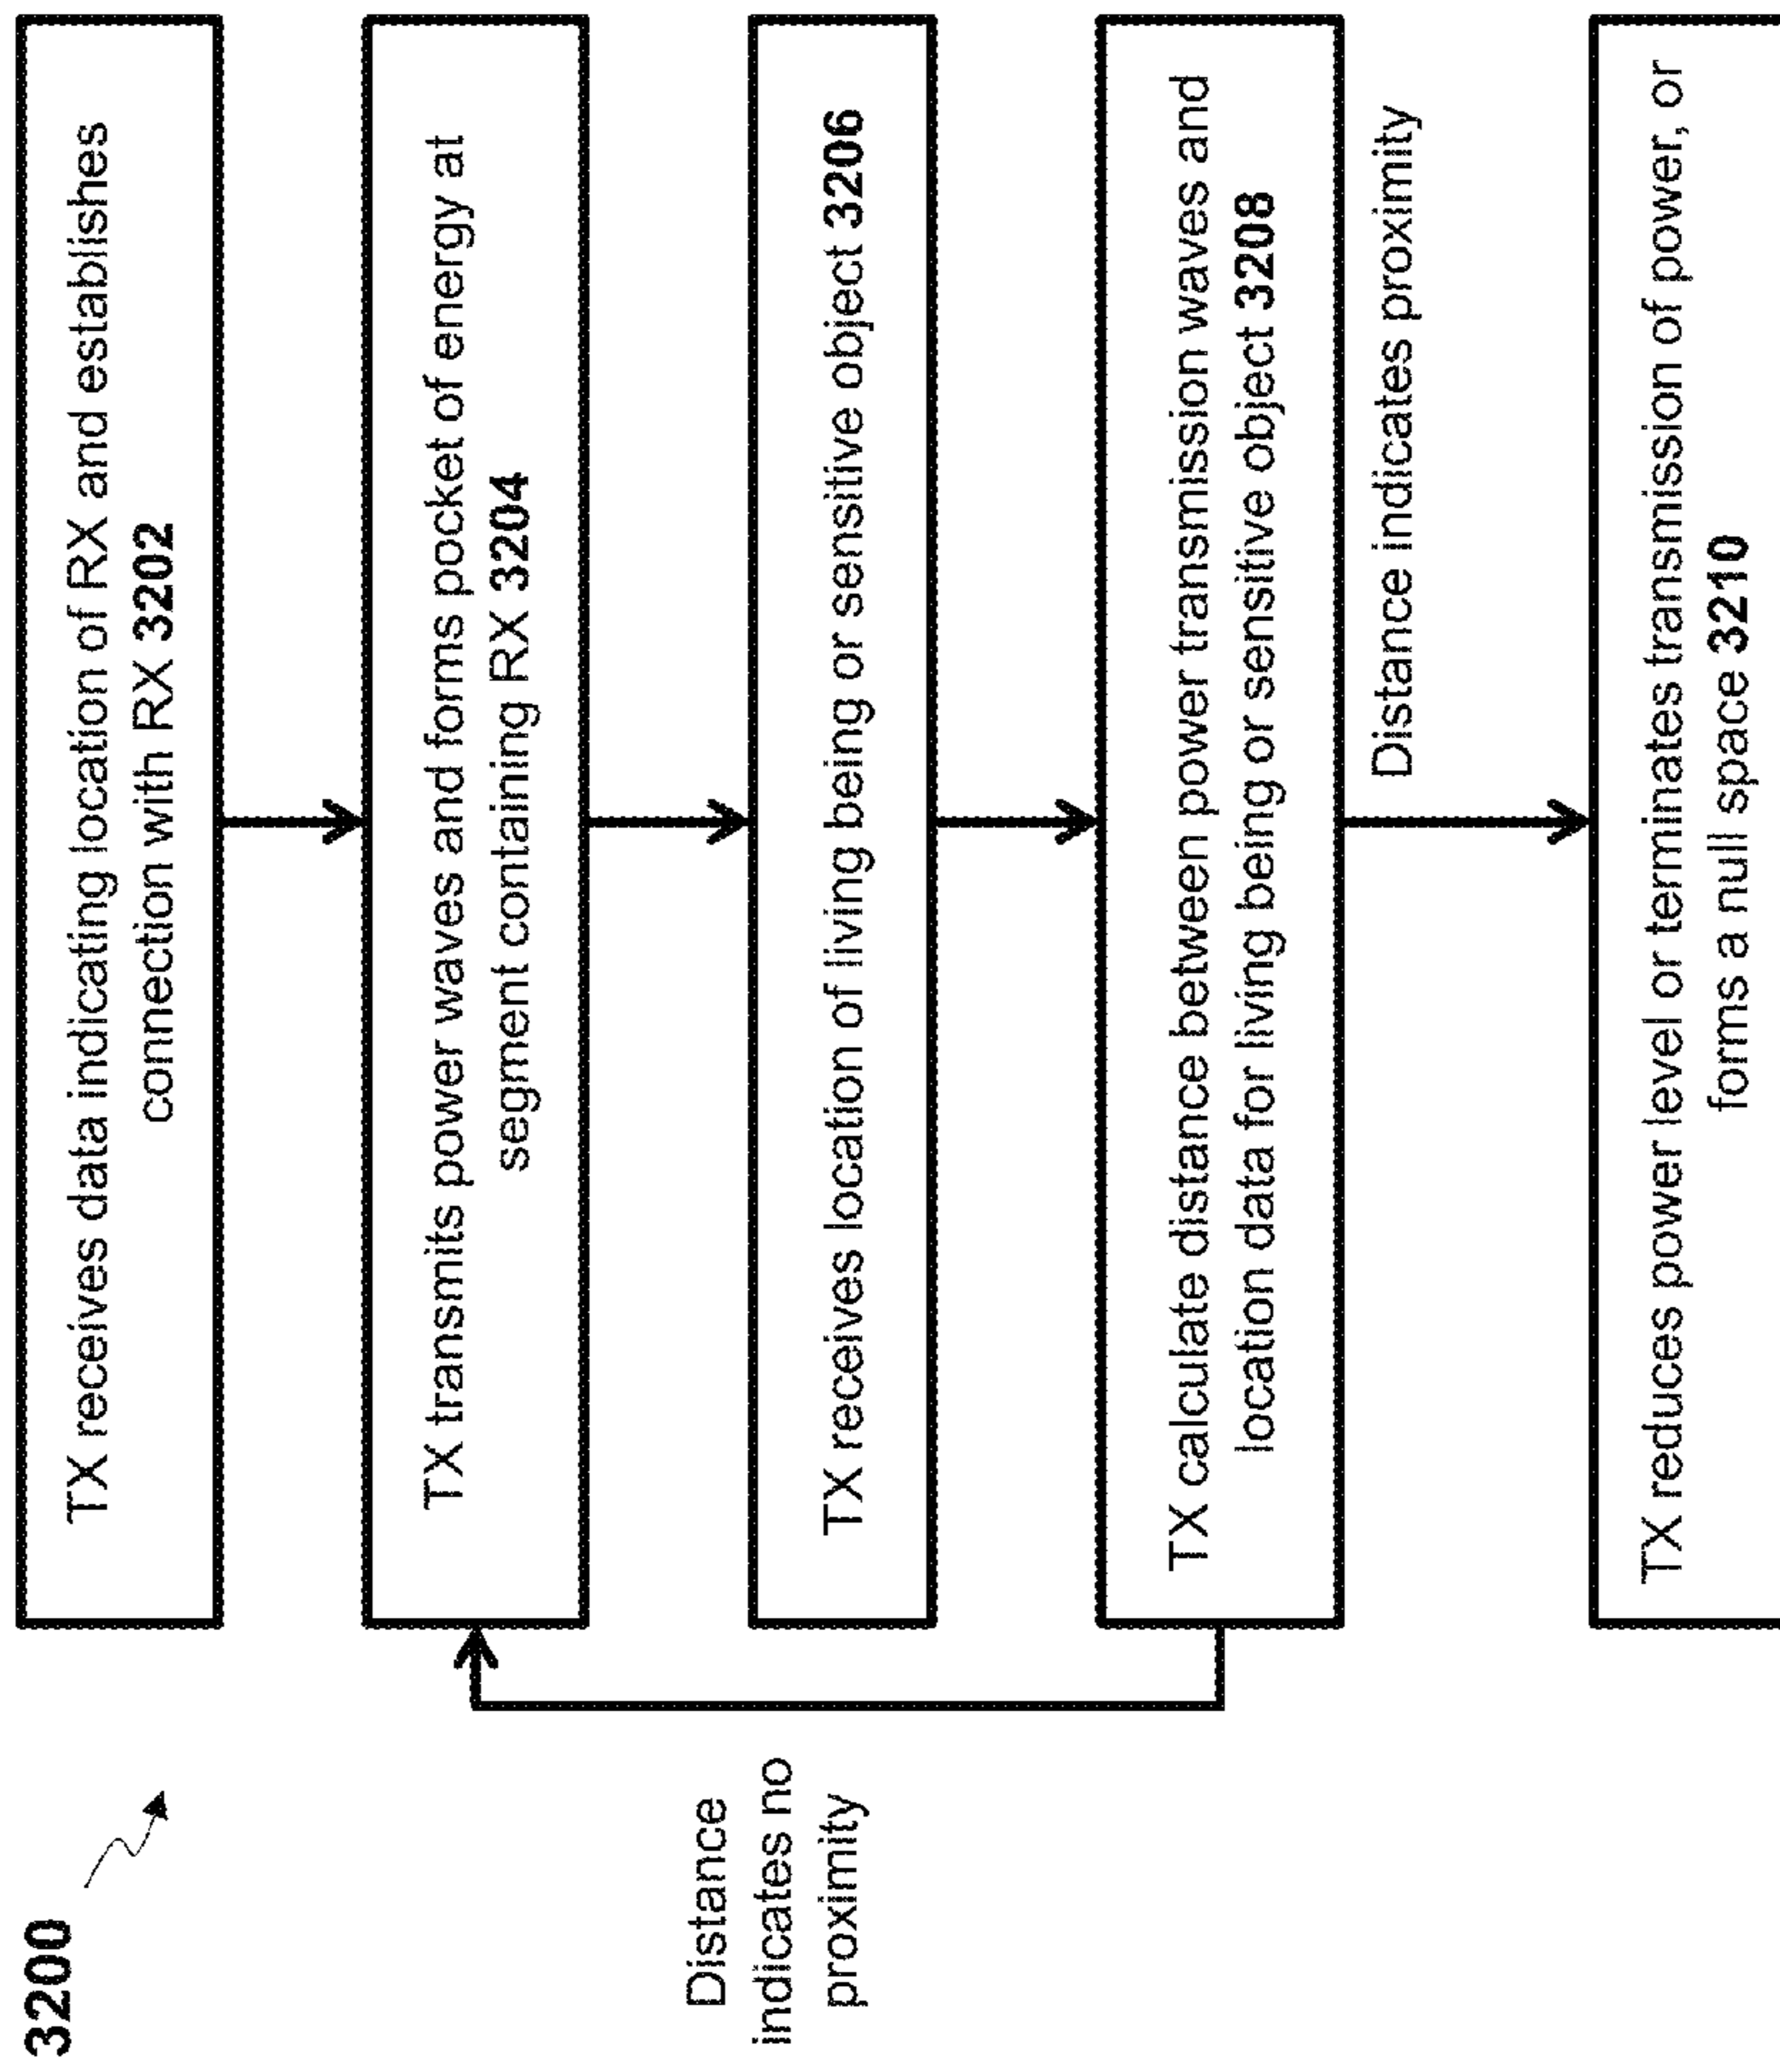 3200
TX receives data indicating location of RX and establishes
connection with RX 3202
TX transmits power waves and forms pocket of energy at
segment containing RX 3204
TX receives location of living being or sensitive object 3206
Distance
indicates no
proximity
TX calculate distance between power transmission waves and
location data for living being or sensitive object 3208
Distance indicates proximity
TX reduces power level or terminates transmission of power, or
forms a null space 3210